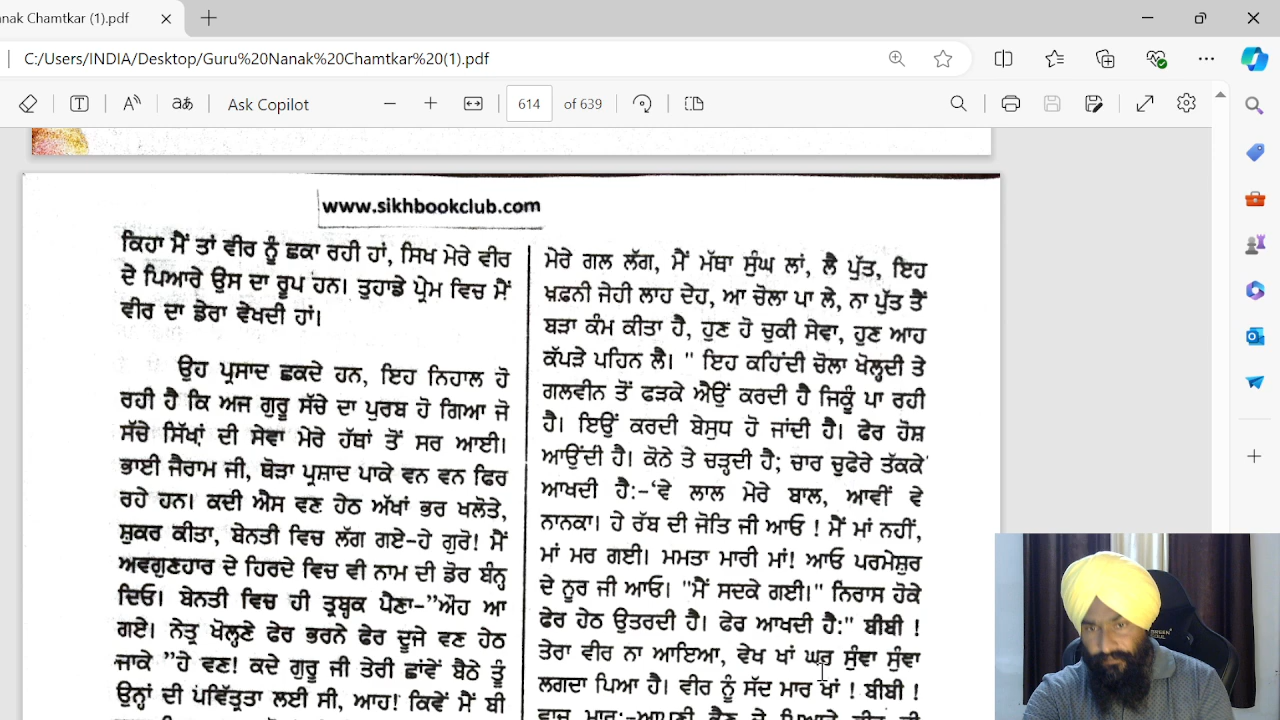 nak Chamtkar (1).pdf
C:/Users/INDIA/Desktop/Guru%20Nanak%20Chamtkar%20(1).pdf
Ask Copilot
614 of 639
www.sikhbookclub.com
ਕਿਹਾ ਮੈਂ ਤਾਂ ਵੀਰ ਨੂੰ ਛਕਾ ਰਹੀ ਹਾਂ, ਸਿਖ ਮੇਰੇ ਵੀਰ
ਦੇ ਪਿਆਰੇ ਉਸ ਦਾ ਰੂਪ ਹਨ। ਤੁਹਾਡੇ ਪ੍ਰੇਮ ਵਿਚ ਮੈਂ
ਵੀਰ ਦਾ ਡੇਰਾ ਵੇਖਦੀ ਹਾਂ।
ਉਹ ਪ੍ਰਸਾਦ ਛਕਦੇ ਹਨ, ਇਹ ਨਿਹਾਲ ਹੋ
ਰਹੀ ਹੈ ਕਿ ਅਜ ਗੁਰੂ ਸੱਚੇ ਦਾ ਪੁਰਬ ਹੋ ਗਿਆ ਜੋ
ਸੱਚੇ ਸਿੱਖਾਂ ਦੀ ਸੇਵਾ ਮੇਰੇ ਹੱਥਾਂ ਤੋਂ ਸਰ ਆਈ।
ਭਾਈ ਜੈਰਾਮ ਜੀ, ਥੋੜਾ ਪ੍ਰਸ਼ਾਦ ਪਾਕੇ ਵਨ ਵਨ ਫਿਰ
ਰਹੇ ਹਨ। ਕਦੀ ਐਸ ਵਣ ਹੇਠ ਅੱਖਾਂ ਭਰ ਖਲੋਤੇ,
ਸ਼ੁਕਰ ਕੀਤਾ, ਬੇਨਤੀ ਵਿਚ ਲੱਗ ਗਏ-ਹੇ ਗੁਰੋ! ਮੈਂ
ਅਵਗੁਣਹਾਰ ਦੇ ਹਿਰਦੇ ਵਿਚ ਵੀ ਨਾਮ ਦੀ ਡੋਰ ਬੰਨ੍ਹ
ਦਿਓ। ਬੇਨਤੀ ਵਿਚ ਹੀ ਤ੍ਰਬ੍ਹਕ ਪੈਣਾ-"ਔਹ ਆ
ਗਏ। ਨੇਤ੍ਰ ਖੋਲ੍ਹਣੇ ਫੇਰ ਭਰਨੇ ਫੇਰ ਦੂਜੇ ਵਣ ਹੇਠ
ਜਾਕੇ "ਹੇ ਵਣ! ਕਦੇ ਗੁਰੂ ਜੀ ਤੇਰੀ ਛਾਂਵੇਂ ਬੈਠੇ ਤੂੰ
ਉਨ੍ਹਾਂ ਦੀ ਪਵਿੱਤ੍ਰਤਾ ਲਈ ਸੀ, ਆਹ! ਕਿਵੇਂ ਮੈਂ ਬੀ
ਮੇਰੇ ਗਲ ਲੱਗ, ਮੈਂ ਮੱਥਾ ਸੁੰਘ ਲਾਂ, ਲੈ ਪੁੱਤ, ਇਹ
ਖ਼ਫ਼ਨੀ ਜੇਹੀ ਲਾਹ ਦੇਹ, ਆ ਚੋਲਾ ਪਾ ਲੇ, ਨਾ ਪੁੱਤ ਤੈਂ
ਬੜਾ ਕੰਮ ਕੀਤਾ ਹੈ, ਹੁਣ ਹੋ ਚੁਕੀ ਸੇਵਾ, ਹੁਣ ਆਹ
ਕੱਪੜੇ ਪਹਿਨ ਲੈ। " ਇਹ ਕਹਿੰਦੀ ਚੋਲਾ ਖੋਲ੍ਹਦੀ ਤੇ
ਗਲਵੀਨ ਤੋਂ ਫੜਕੇ ਐਉਂ ਕਰਦੀ ਹੈ ਜਿਕੂੰ ਪਾ ਰਹੀ
ਹੈ। ਇਉਂ ਕਰਦੀ ਬੇਸੁਧ ਹੋ ਜਾਂਦੀ ਹੈ। ਫੇਰ ਹੋਸ਼
ਆਉਂਦੀ ਹੈ। ਕੋਨੇ ਤੇ ਚੜ੍ਹਦੀ ਹੈ; ਚਾਰ ਚੁਫੇਰੇ ਤੱਕਕੇ
ਆਖਦੀ ਹੈ:-'ਵੇ ਲਾਲ ਮੇਰੇ ਬਾਲ, ਆਵੀਂ ਵੇ
ਨਾਨਕਾ। ਹੇ ਰੱਬ ਦੀ ਜੋਤਿ ਜੀ ਆਓ ! ਮੈਂ ਮਾਂ ਨਹੀਂ,
ਮਾਂ ਮਰ ਗਈ। ਮਮਤਾ ਮਾਰੀ ਮਾਂ! ਆਓ ਪਰਮੇਸ਼ੁਰ
ਦੇ ਨੂਰ ਜੀ ਆਓ। "ਮੈਂ ਸਦਕੇ ਗਈ।" ਨਿਰਾਸ ਹੋਕੇ
ਫੇਰ ਹੇਠ ਉਤਰਦੀ ਹੈ। ਫੇਰ ਆਖਦੀ ਹੈ:" ਬੀਬੀ !
ਤੇਰਾ ਵੀਰ ਨਾ ਆਇਆ, ਵੇਖ ਖਾਂ ਘਰ ਸੁੰਵਾ ਸੁੰਵਾ
ਲਗਦਾ ਪਿਆ ਹੈ। ਵੀਰ ਨੂੰ ਸੱਦ ਮਾਰ ਖਾਂ ! ਬੀਬੀ !